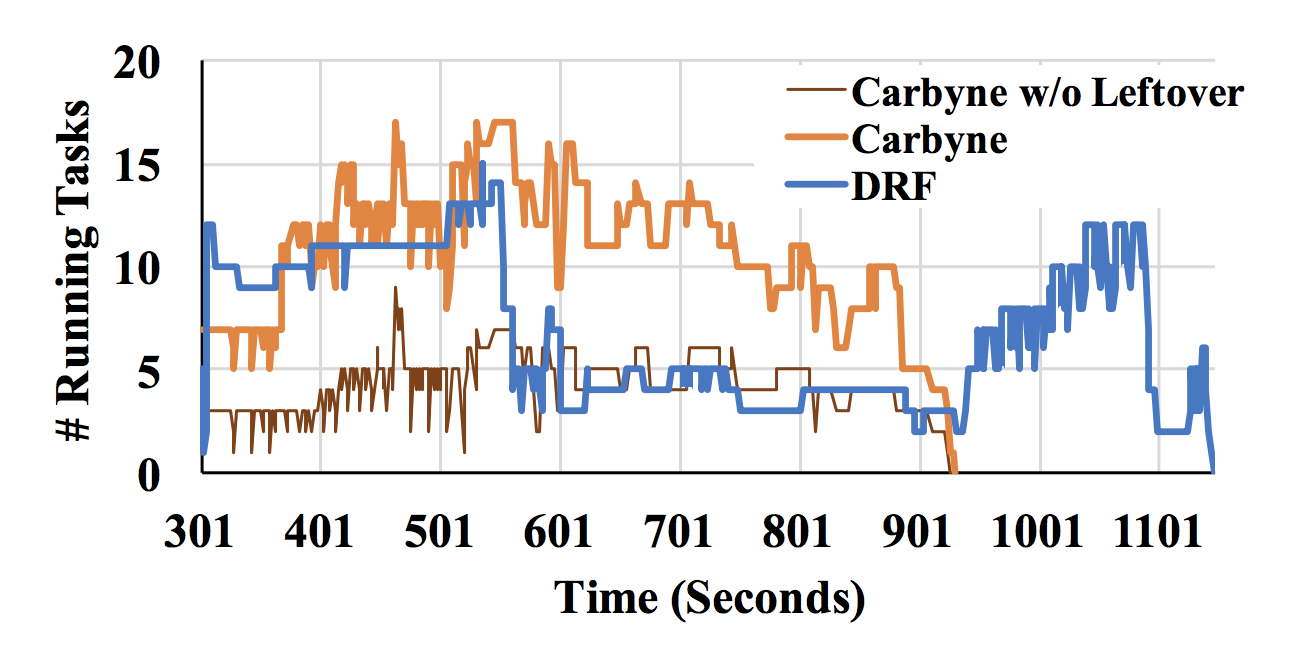 20
15
10
5
0
# Running Tasks
Carbyne w/o Leftover
Carbyne
DRF
301 401 501 601 701 801 901 1001 1101
Time (Seconds)